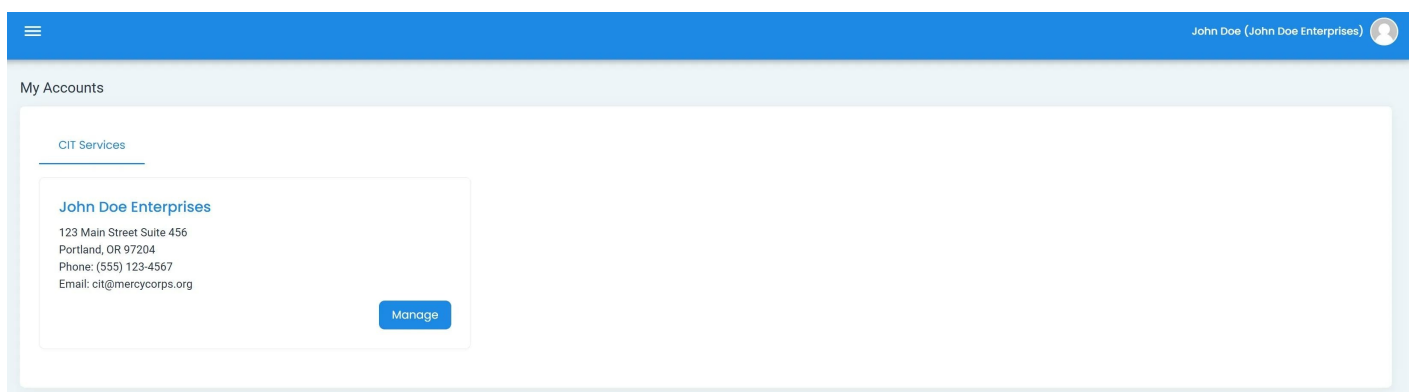 John Doe (John Doe Enterprises)
My Accounts
CIT Services
John Doe Enterprises
123 Main Street Suite 456
Portland, OR 97204
Phone: (555) 123-4567
Email: cit@mercycorps.org
Manage